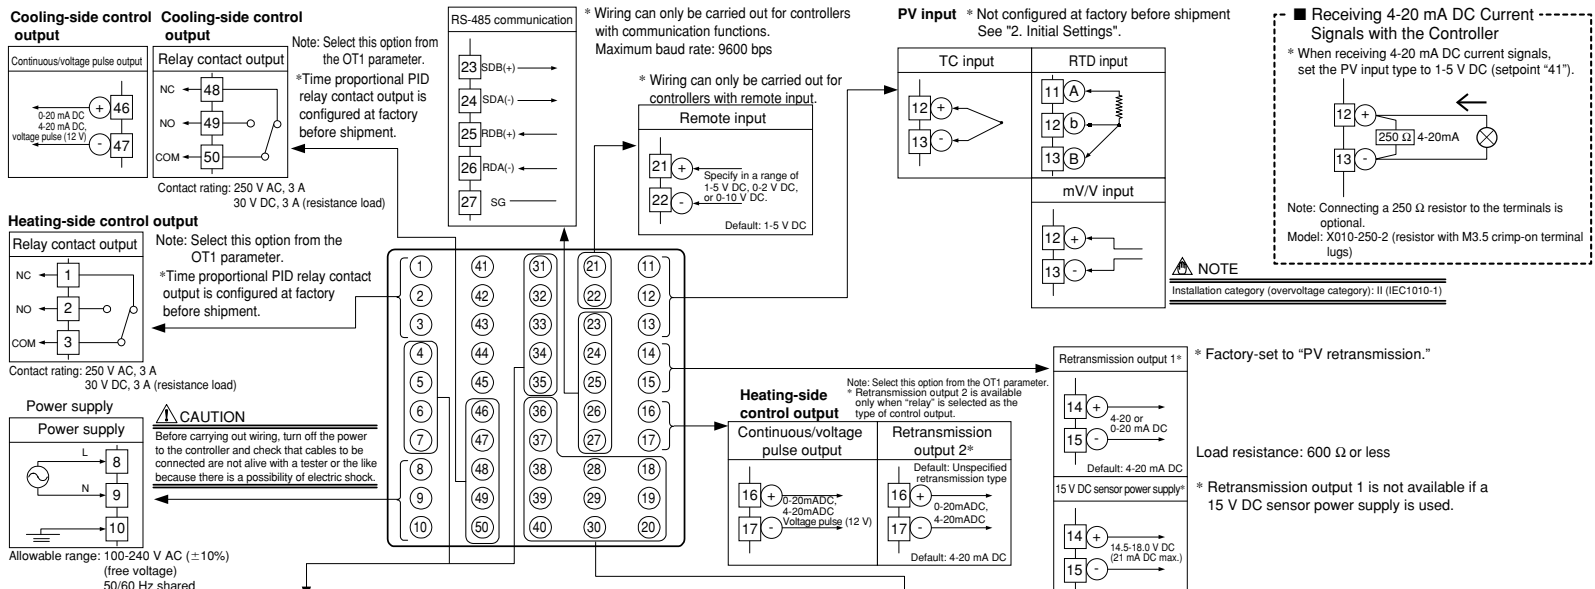 Cooling-side control
output
Continuous/voltage pulse output
+ 46
0-20 mA DC
4-20 mA DC,
voltage pulse (12 V)
- 47
Cooling-side control
output
Relay contact output
NC 48
NO 49
COM 50
Note: Select this option from
the OT1 parameter.
*Time proportional PID
relay contact output is
configured at factory
before shipment.
Contact rating: 250 V AC, 3 A
30 V DC, 3 A (resistance load)
RS-485 communication
23 SDB(+)
24 SDA(-)
25 RDB(+)
26 RDA(-)
27 SG
* Wiring can only be carried out for controllers
with communication functions.
Maximum baud rate: 9600 bps
* Wiring can only be carried out for
controllers with remote input.
Remote input
21 +
Specify in a range of
1-5 V DC, 0-2 V DC,
or 0-10 V DC.
22 -
Default: 1-5 V DC
PV input * Not configured at factory before shipment
See "2. Initial Settings".
TC input
12 +
13 -
RTD input
11 A
12 b
13 B
mV/V input
12 +
13 -
■ Receiving 4-20 mA DC Current
Signals with the Controller
* When receiving 4-20 mA DC current signals,
set the PV input type to 1-5 V DC (setpoint “41”).
12 +
250 Ω 4-20mA
13 -
Note: Connecting a 250 Ω resistor to the terminals is
optional.
Model: X010-250-2 (resistor with M3.5 crimp-on terminal
lugs)
NOTE
Installation category (overvoltage category): II (IEC1010-1)
Heating-side control output
Relay contact output
NC 1
NO 2
COM 3
Note: Select this option from the
OT1 parameter.
*Time proportional PID relay contact
output is configured at factory
before shipment.
Contact rating: 250 V AC, 3 A
30 V DC, 3 A (resistance load)
Power supply
Power supply
L 8
N 9
10
CAUTION
Before carrying out wiring, turn off the power
to the controller and check that cables to be
connected are not alive with a tester or the like
because there is a possibility of electric shock.
Allowable range: 100-240 V AC (±10%)
(free voltage)
50/60 Hz shared
1 41 31 21 11
2 42 32 22 12
3 43 33 23 13
4 44 34 24 14
5 45 35 25 15
6 46 36 26 16
7 47 37 27 17
8 48 38 28 18
9 49 39 29 19
10 50 40 30 20
Heating-side
control output
Note: Select this option from the OT1 parameter.
* Retransmission output 2 is available
only when “relay” is selected as the
type of control output.
Continuous/voltage
pulse output
16 +
0-20mADC,
4-20mADC
Voltage pulse (12 V)
17 -
Retransmission
output 2*
Default: Unspecified
retransmission type
16 +
0-20mADC,
4-20mADC
17 -
Default: 4-20 mA DC
Retransmission output 1*
14 +
4-20 or
0-20 mA DC
15 -
Default: 4-20 mA DC
* Factory-set to “PV retransmission.”
Load resistance: 600 Ω or less
15 V DC sensor power supply*
14 +
14.5-18.0 V DC
(21 mA DC max.)
15 -
* Retransmission output 1 is not available if a
15 V DC sensor power supply is used.